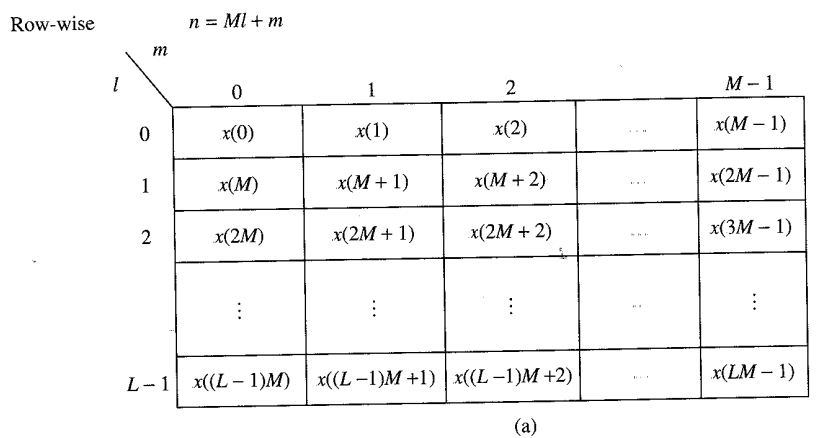 Row-wise n = Ml + m
m
l
0 1 2 M − 1
0 x(0) x(1) x(2) .... x(M − 1)
1 x(M) x(M + 1) x(M + 2) ... x(2M − 1)
2 x(2M) x(2M + 1) x(2M + 2) .... x(3M − 1)
⋮ ⋮ ⋮ ... ⋮
L − 1 x((L − 1)M) x((L −1)M +1) x((L −1)M +2) ... x(LM − 1)
(a)